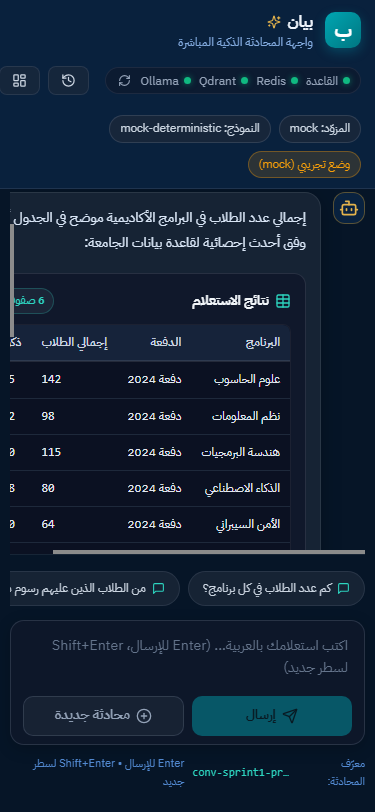 ب
بيان
واجهة المحادثة الذكية المباشرة
القاعدة Redis Qdrant Ollama
المزوّد: mock
النموذج: mock-deterministic
وضع تجريبي (mock)
إجمالي عدد الطلاب في البرامج الأكاديمية موضح في الجدول
وفق أحدث إحصائية لقاعدة بيانات الجامعة:
نتائج الاستعلام
6
البرنامج الدفعة إجمالي الطلاب
علوم الحاسوب دفعة 2024 142
نظم المعلومات دفعة 2024 98
هندسة البرمجيات دفعة 2024 115
الذكاء الاصطناعي دفعة 2024 80
الأمن السيبراني دفعة 2024 64
كم عدد الطلاب في كل برنامج؟
من الطلاب الذين عليهم رسوم
اكتب استعلامك بالعربية... (Enter للإرسال، Shift+Enter
لسطر جديد)
إرسال
محادثة جديدة
معرّف
المحادثة:
conv-sprint1-pr…
Enter للإرسال • Shift+Enter لسطر
جديد